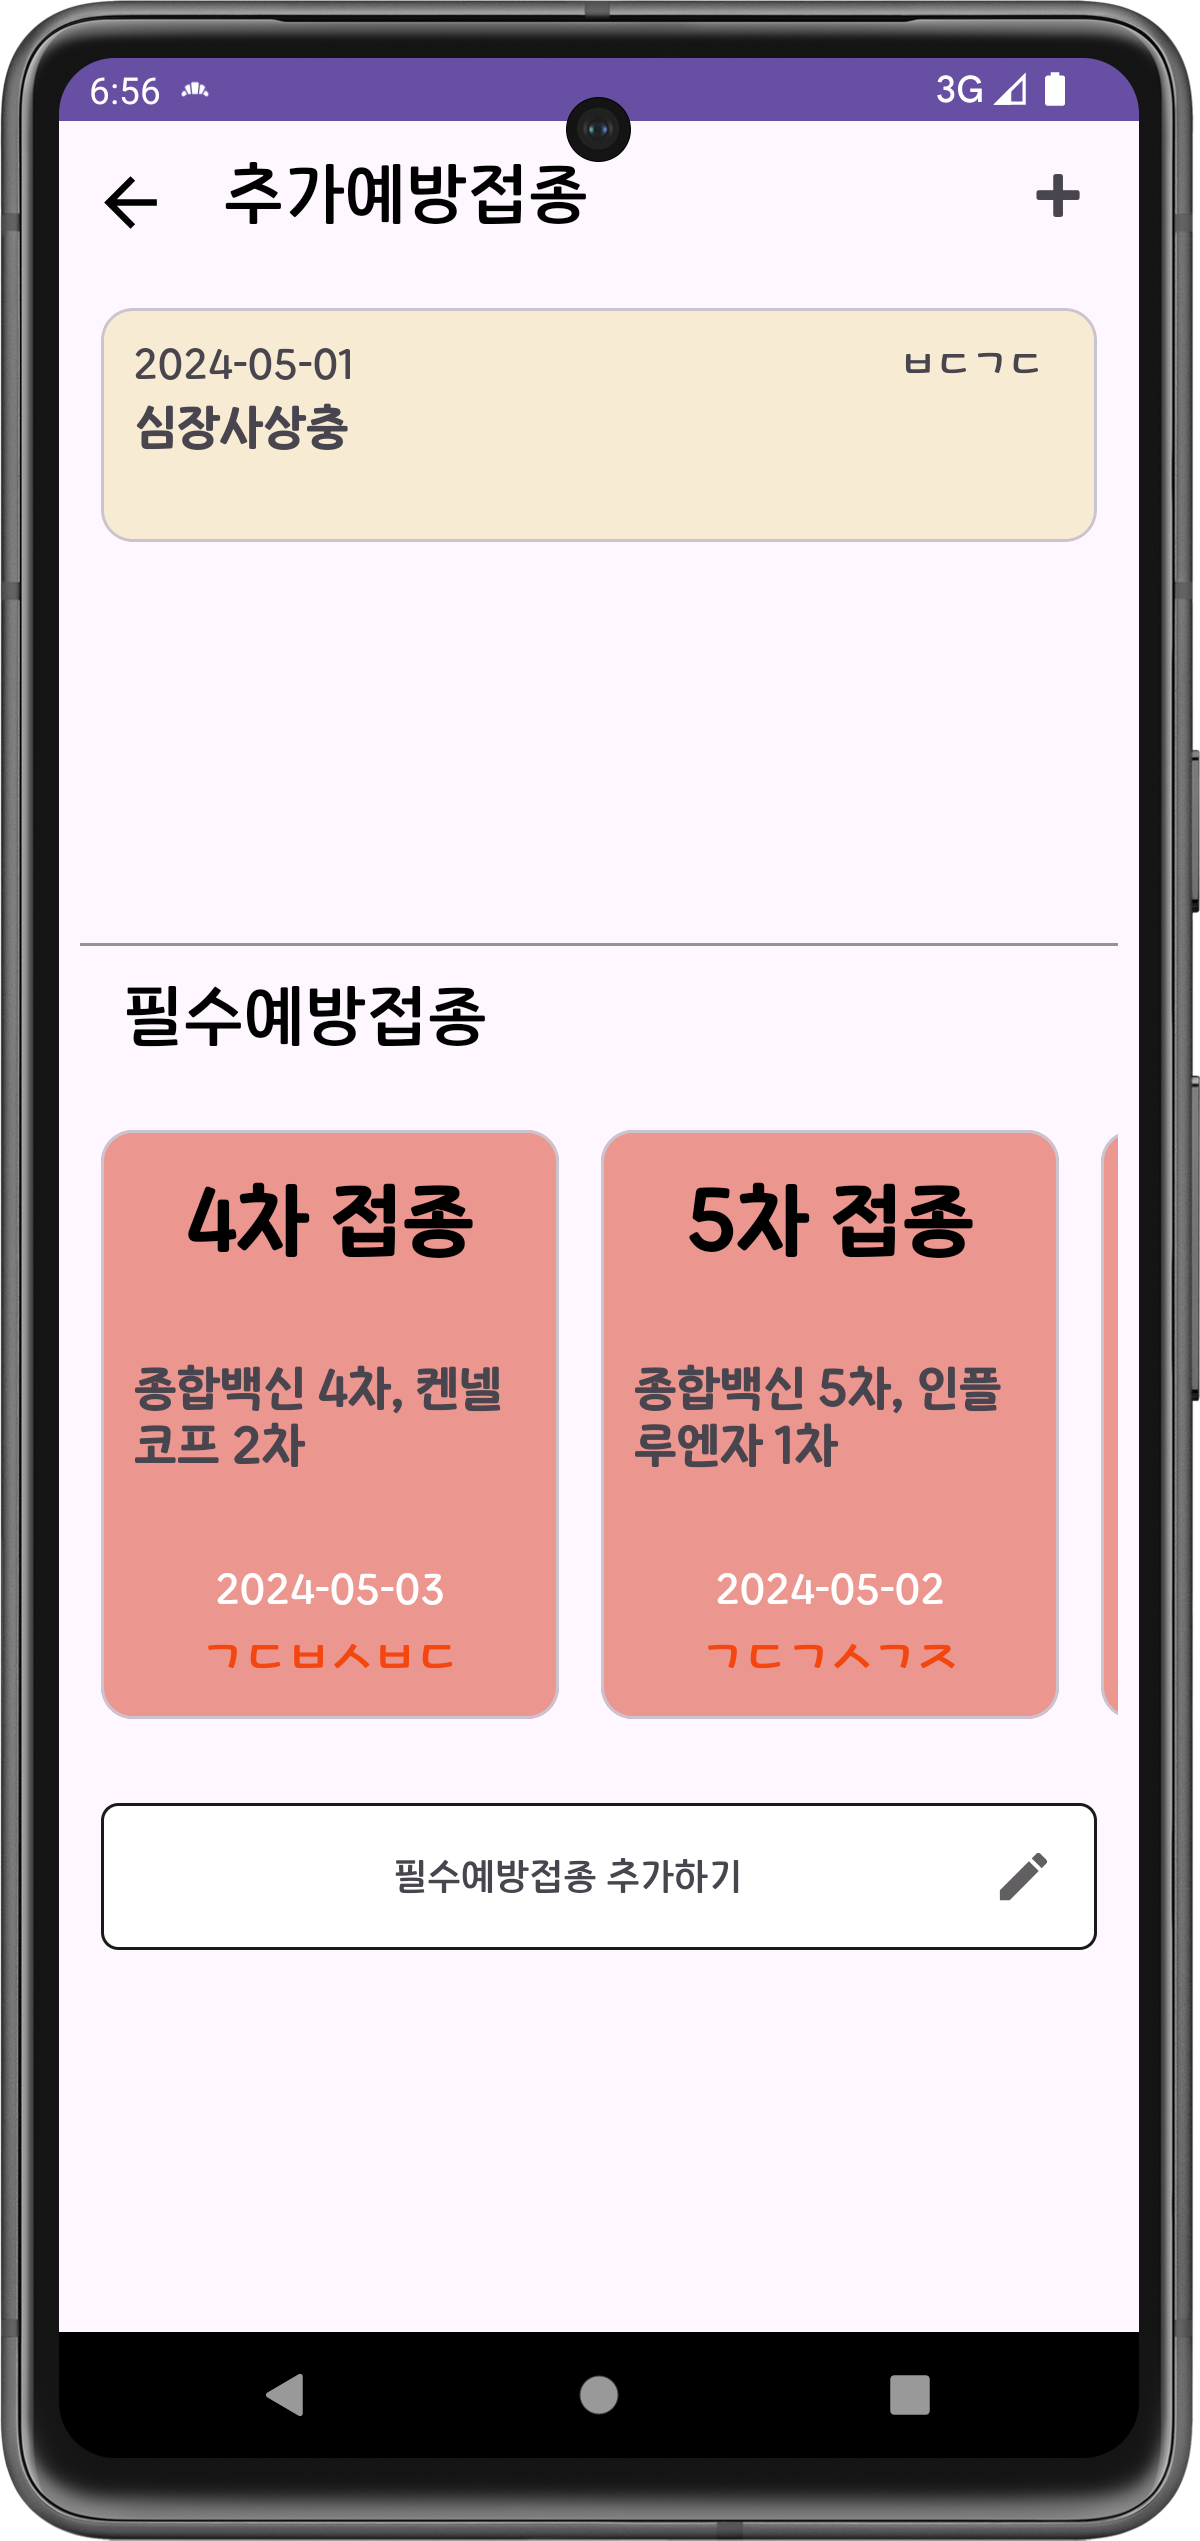 6:56 3G
추가예방접종
2024-05-01 ㅂㄷㄱㄷ
심장사상충
필수예방접종
4차 접종
종합백신 4차, 켄넬
코프 2차
2024-05-03
ㄱㄷㅂㅅㅂㄷ
5차 접종
종합백신 5차, 인플
루엔자 1차
2024-05-02
ㄱㄷㄱㅅㄱㅈ
필수예방접종 추가하기